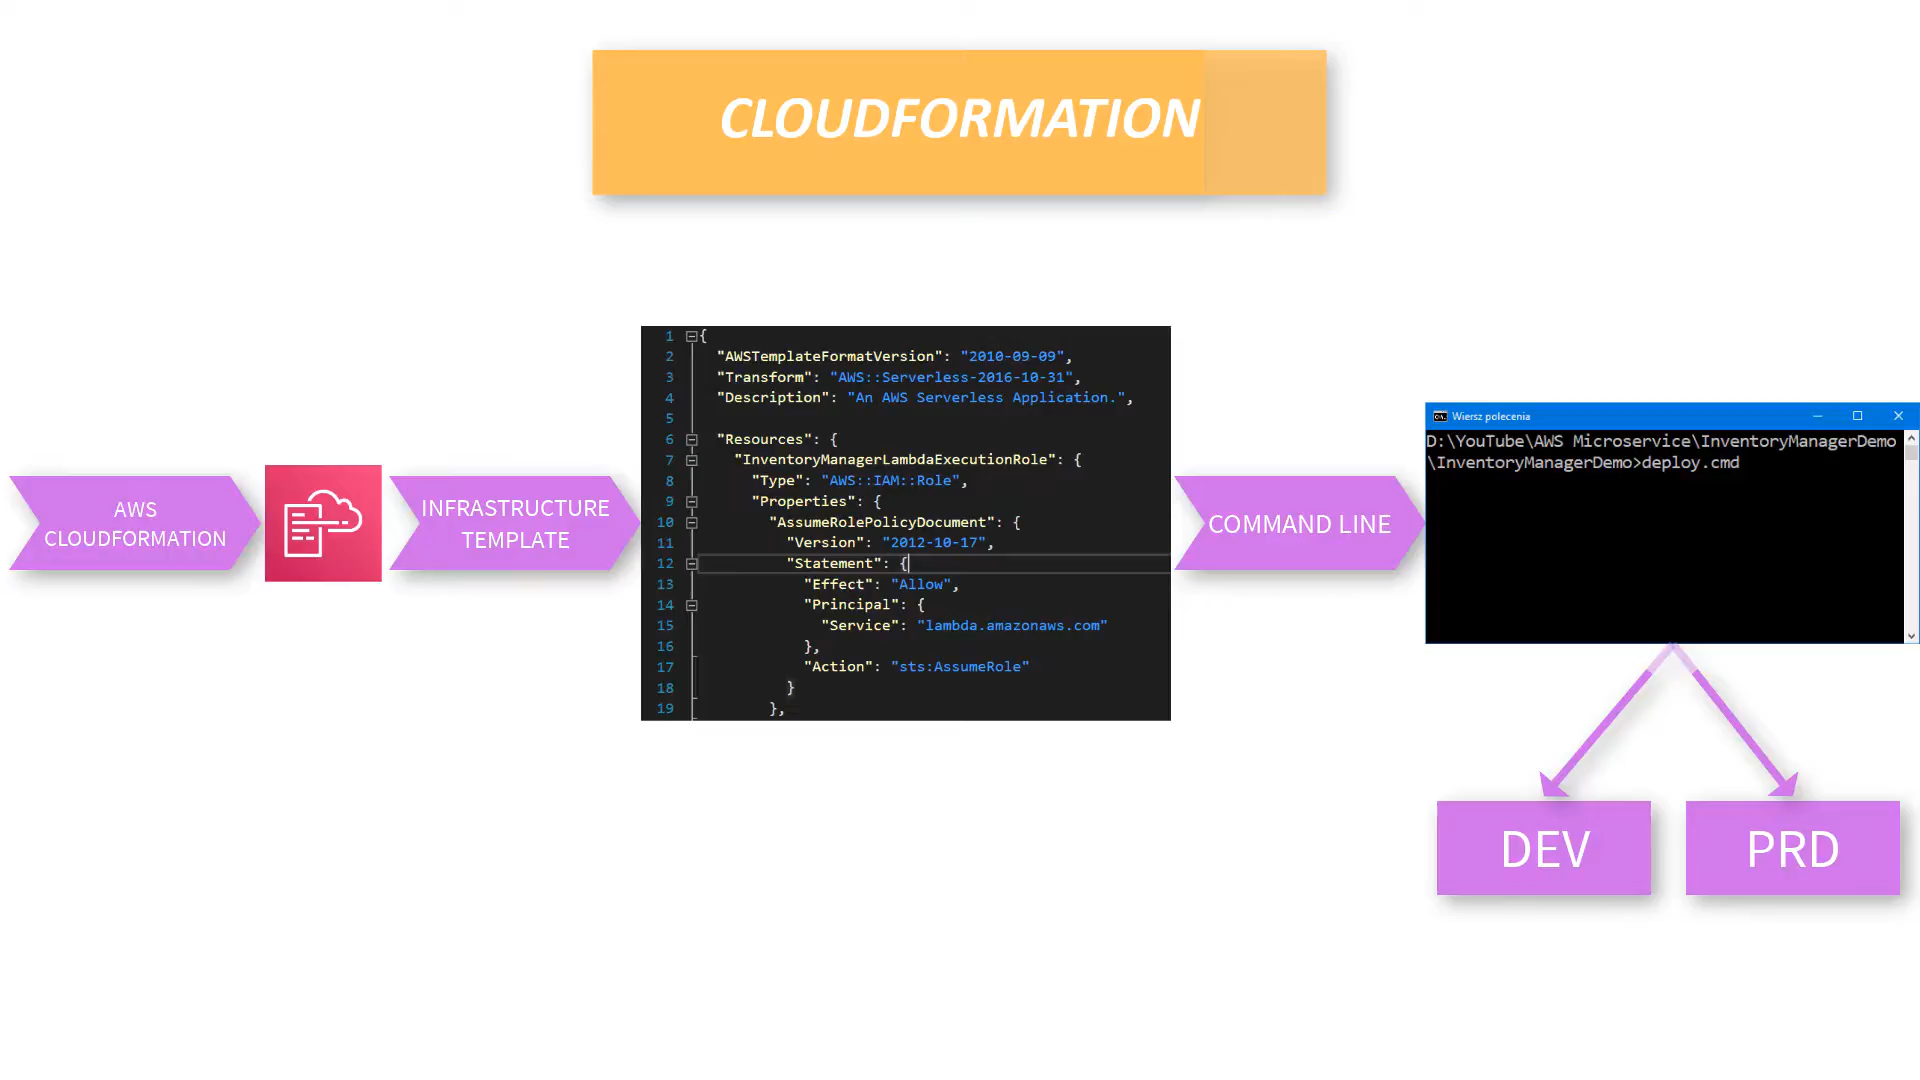 CLOUDFORMATION
AWS
CLOUDFORMATION
INFRASTRUCTURE
TEMPLATE
1 {
2 "AWSTemplateFormatVersion": "2010-09-09",
3 "Transform": "AWS::Serverless-2016-10-31",
4 "Description": "An AWS Serverless Application.",
5
6 "Resources": {
7 "InventoryManagerLambdaExecutionRole": {
8 "Type": "AWS::IAM::Role",
9 "Properties": {
10 "AssumeRolePolicyDocument": {
11 "Version": "2012-10-17",
12 "Statement": {
13 "Effect": "Allow",
14 "Principal": {
15 "Service": "lambda.amazonaws.com"
16 },
17 "Action": "sts:AssumeRole"
18 }
19 },
COMMAND LINE
Wiersz polecenia
D:\YouTube\AWS Microservice\InventoryManagerDemo
\InventoryManagerDemo>deploy.cmd
DEV
PRD